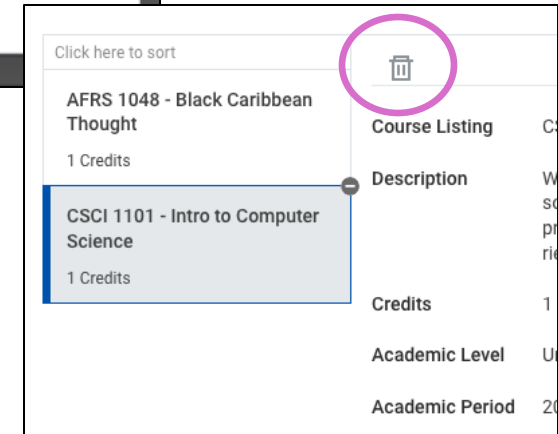 Click here to sort
AFRS 1048 - Black Caribbean
Thought
1 Credits
CSCI 1101 - Intro to Computer
Science
1 Credits
Course Listing
Description
Credits 1
Academic Level
Academic Period